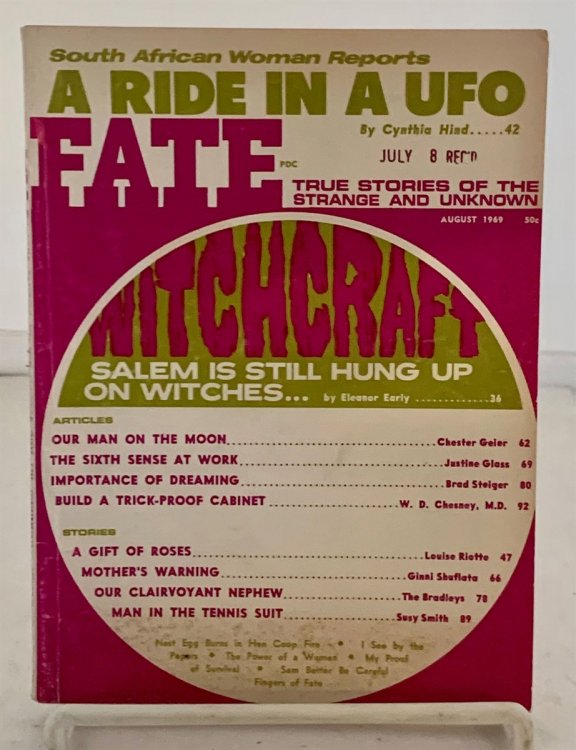 South African Woman Reports
A RIDE IN A UFO
By Cynthia Hind.....42
FATE
PDC
JULY 8 REC'D
TRUE STORIES OF THE
STRANGE AND UNKNOWN
AUGUST 1969 50c
WITCHCRAFT
SALEM IS STILL HUNG UP
ON WITCHES... by Eleanor Early .............36
ARTICLES
OUR MAN ON THE MOON........................................Chester Geier 62
THE SIXTH SENSE AT WORK........................................Justine Glass 69
IMPORTANCE OF DREAMING........................................Brad Steiger 80
BUILD A TRICK-PROOF CABINET.........................W. D. Chesney, M.D. 92
STORIES
A GIFT OF ROSES............................................Louise Riotte 47
MOTHER'S WARNING....................................Ginni Shuflata 66
OUR CLAIRVOYANT NEPHEW.........................The Bradleys 78
MAN IN THE TENNIS SUIT.............................Susy Smith 89
Nest Egg Burns in Hen Coop Fire • I See by the
Papers • The Power of a Woman • My Proof
of Survival • Sam Better Be Careful
Fingers of Fate